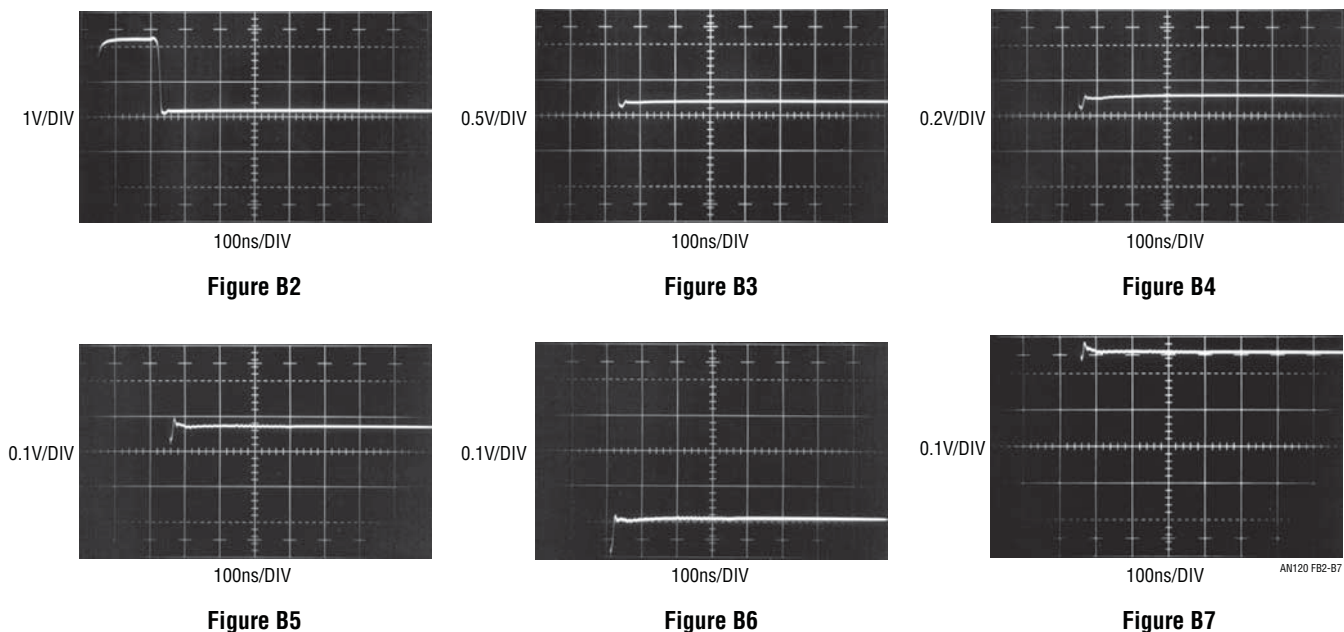 1V/DIV
100ns/DIV
Figure B2
0.5V/DIV
100ns/DIV
Figure B3
0.2V/DIV
100ns/DIV
Figure B4
0.1V/DIV
100ns/DIV
Figure B5
0.1V/DIV
100ns/DIV
Figure B6
0.1V/DIV
100ns/DIV
AN120 FB2-B7
Figure B7